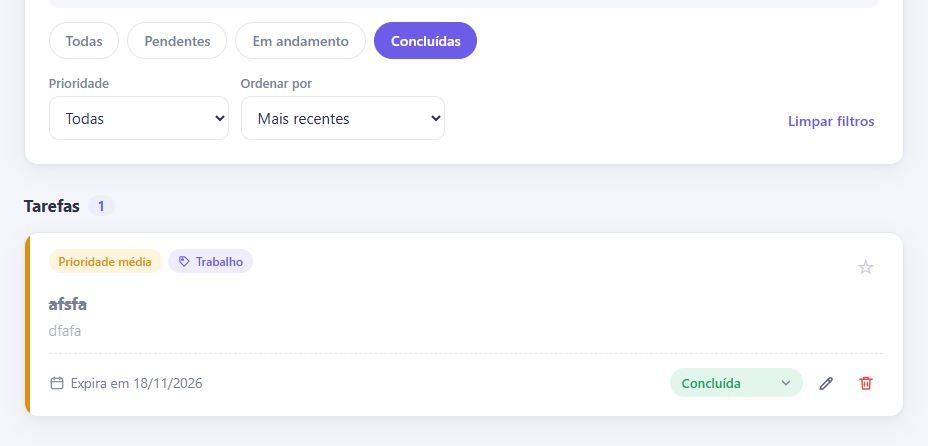 Todas Pendentes Em andamento Concluídas
Prioridade Ordenar por
Todas Mais recentes Limpar filtros
Tarefas 1
Prioridade média Trabalho
afsfa
dfafa
Expira em 18/11/2026 Concluída